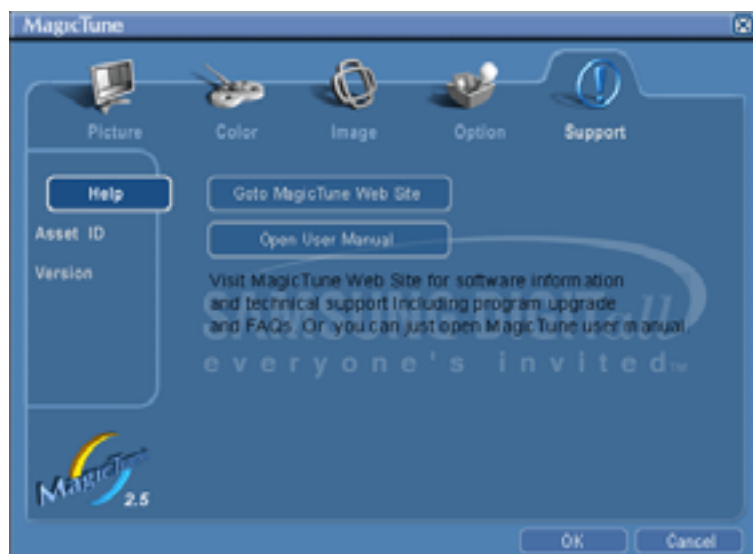 MagicTune
Picture
Color
Image
Option
Support
Help
Asset ID
Version
Goto MagicTune Web Site
Open User Manual
Visit MagicTune Web Site for software information
and technical support Including program upgrade
and FAQs. Or you can just open MagicTune user manual.
SAMSUNG DIGITall
everyone's invited™
MagicTune
2.5
OK
Cancel